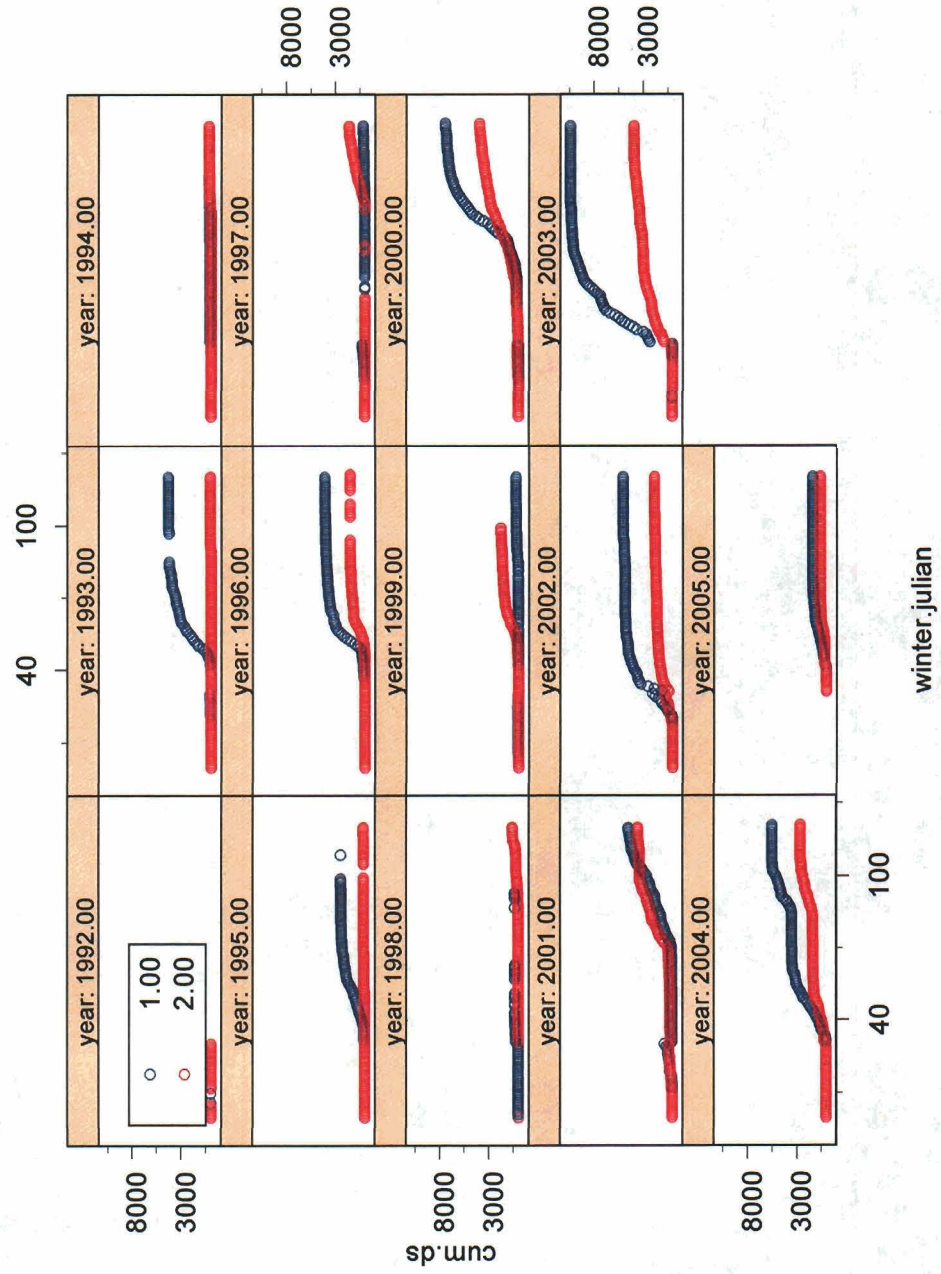 40
100
year: 1992.00
year: 1993.00
year: 1994.00
1.00
2.00
8000
3000
year: 1995.00
year: 1996.00
year: 1997.00
8000
3000
year: 1998.00
year: 1999.00
year: 2000.00
8000
3000
year: 2001.00
year: 2002.00
year: 2003.00
8000
3000
year: 2004.00
year: 2005.00
8000
3000
40
100
cum.ds
winter.julian